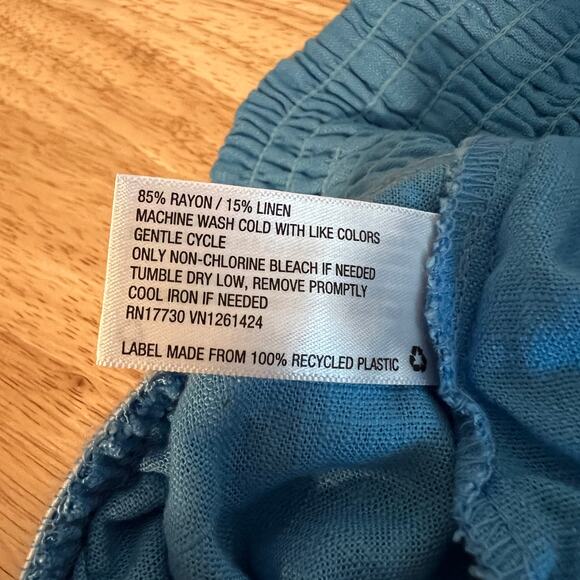 85% RAYON / 15% LINEN
MACHINE WASH COLD WITH LIKE COLORS
GENTLE CYCLE
ONLY NON-CHLORINE BLEACH IF NEEDED
TUMBLE DRY LOW, REMOVE PROMPTLY
COOL IRON IF NEEDED
RN17730 VN1261424
LABEL MADE FROM 100% RECYCLED PLASTIC